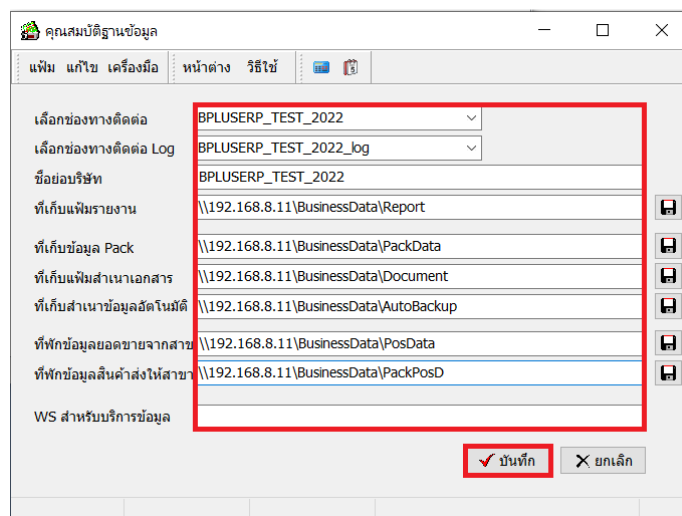 คุณสมบัติฐานข้อมูล
แฟ้ม แก้ไข เครื่องมือ หน้าต่าง วิธีใช้
เลือกช่องทางติดต่อ BPLUSERP_TEST_2022
เลือกช่องทางติดต่อ Log BPLUSERP_TEST_2022_log
ชื่อย่อบริษัท BPLUSERP_TEST_2022
ที่เก็บแฟ้มรายงาน \\192.168.8.11\BusinessData\Report
ที่เก็บข้อมูล Pack \\192.168.8.11\BusinessData\PackData
ที่เก็บแฟ้มสำเนาเอกสาร \\192.168.8.11\BusinessData\Document
ที่เก็บสำเนาข้อมูลอัตโนมัติ \\192.168.8.11\BusinessData\AutoBackup
ที่พักข้อมูลยอดขายจากสาข \\192.168.8.11\BusinessData\PosData
ที่พักข้อมูลสินค้าส่งให้สาขา \\192.168.8.11\BusinessData\PackPosD
WS สำหรับบริการข้อมูล
บันทึก ยกเลิก